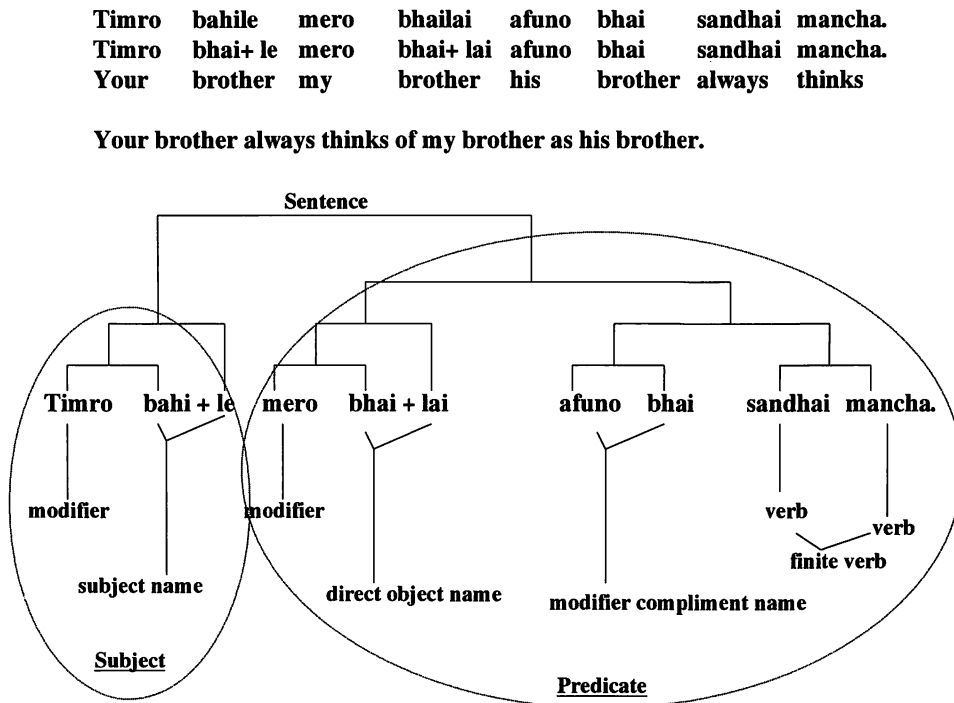 Timro bahile mero bhailai afuno bhai sandhai mancha.
Timro bhai+ le mero bhai+ lai afuno bhai sandhai mancha.
Your brother my brother his brother always thinks
Your brother always thinks of my brother as his brother.
Sentence
Timro bahi + le mero bhai + lai afuno bhai sandhai mancha.
modifier modifier verb
verb
finite verb
subject name
direct object name
modifier compliment name
Subject
Predicate